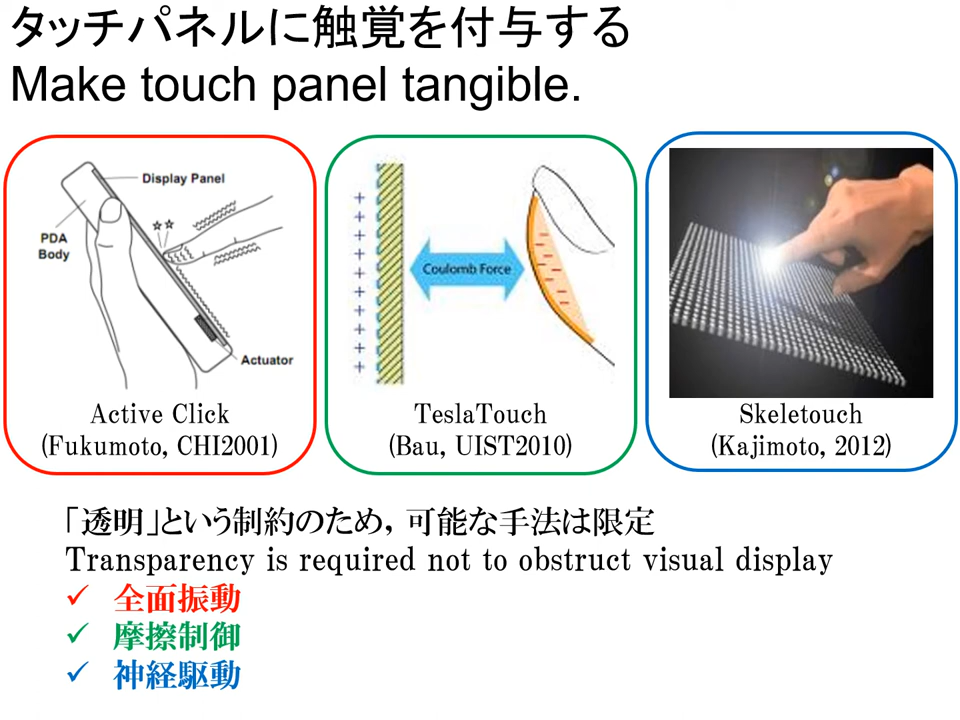 タッチパネルに触覚を付与する
Make touch panel tangible.
Display Panel
PDA
Body
Actuator
Active Click
(Fukumoto, CHI2001)
Coulomb Force
TeslaTouch
(Bau, UIST2010)
Skeletouch
(Kajimoto, 2012)
「透明」という制約のため, 可能な手法は限定
Transparency is required not to obstruct visual display
✓ 全面振動
✓ 摩擦制御
✓ 神経駆動